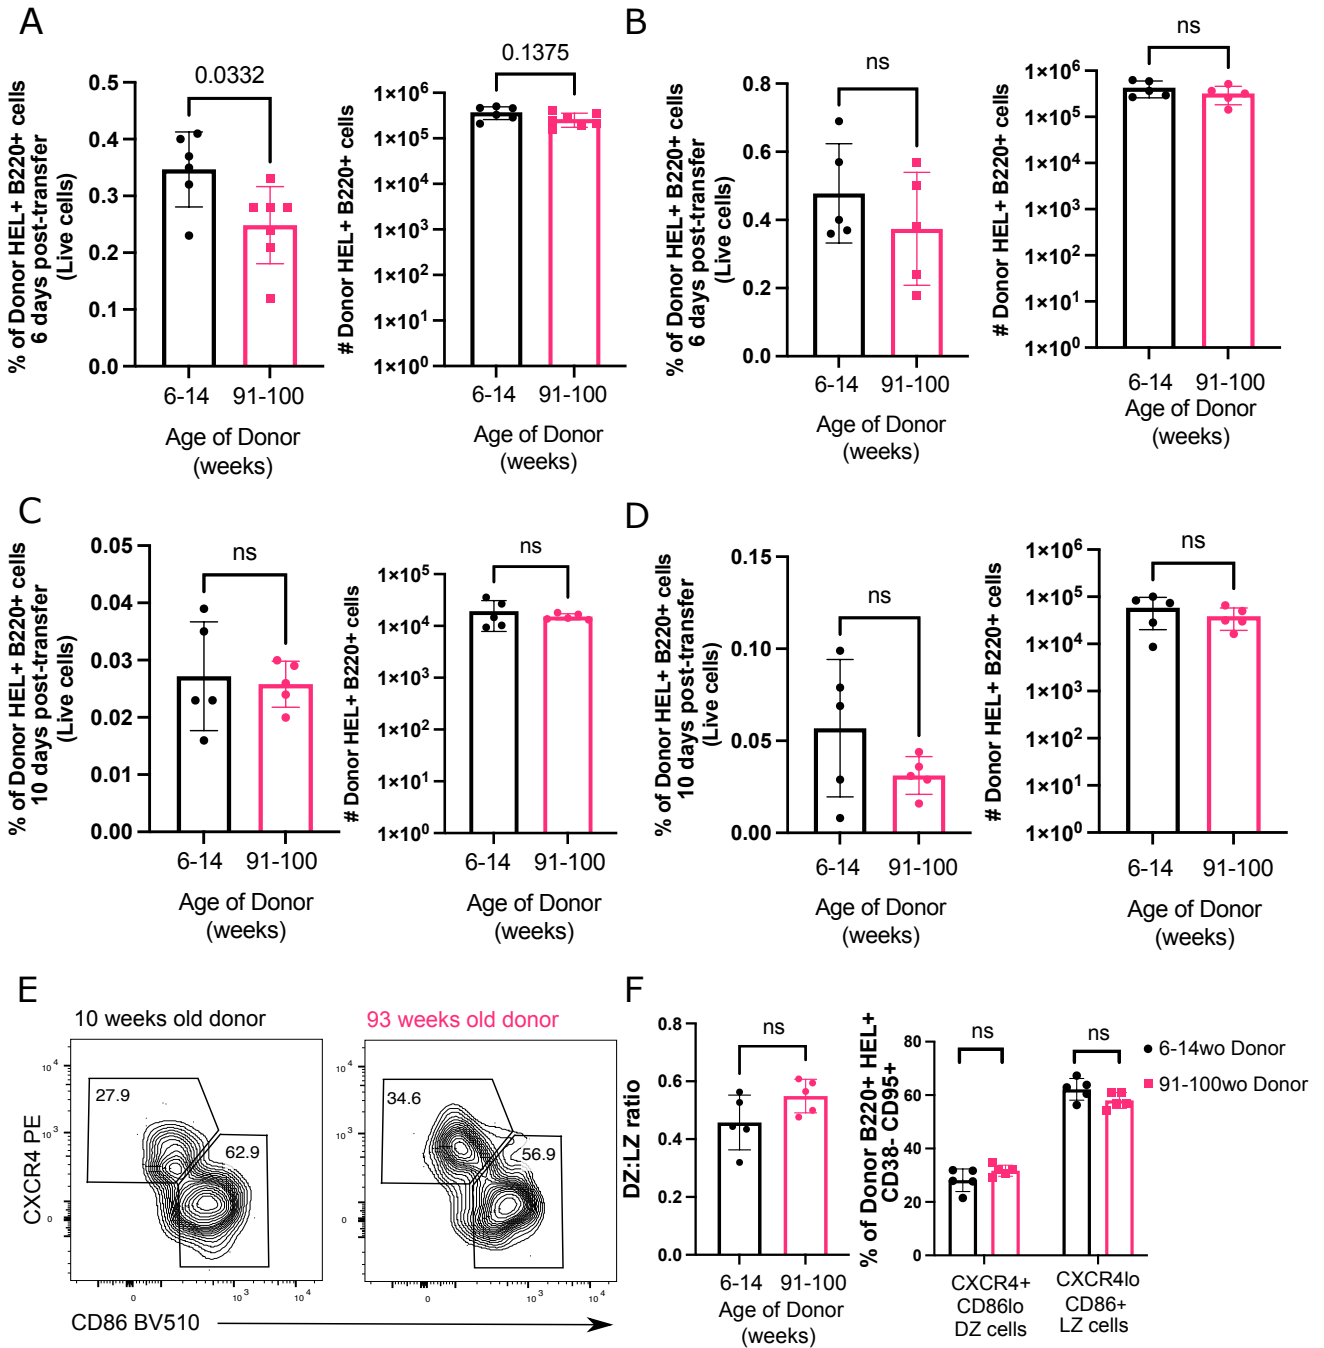 A
% of Donor HEL+ B220+ cells
6 days post-transfer
(Live cells)
0.5
0.4
0.3
0.2
0.1
0.0
0.0332
6-14
91-100
Age of Donor
(weeks)
# Donor HEL+ B220+ cells
1×10⁶
1×10⁵
1×10⁴
1×10³
1×10²
1×10¹
1×10⁰
0.1375
6-14
91-100
Age of Donor
(weeks)
B
% of Donor HEL+ B220+ cells
6 days post-transfer
(Live cells)
0.8
0.6
0.4
0.2
0.0
ns
6-14
91-100
Age of Donor
(weeks)
# Donor HEL+ B220+ cells
1×10⁶
1×10⁵
1×10⁴
1×10³
1×10²
1×10¹
1×10⁰
ns
6-14
91-100
Age of Donor
(weeks)
C
% of Donor HEL+ B220+ cells
10 days post-transfer
(Live cells)
0.05
0.04
0.03
0.02
0.01
0.00
ns
6-14
91-100
Age of Donor
(weeks)
# Donor HEL+ B220+ cells
1×10⁵
1×10⁴
1×10³
1×10²
1×10¹
1×10⁰
ns
6-14
91-100
Age of Donor
(weeks)
D
% of Donor HEL+ B220+ cells
10 days post-transfer
(Live cells)
0.15
0.10
0.05
0.00
ns
6-14
91-100
Age of Donor
(weeks)
# Donor HEL+ B220+ cells
1×10⁶
1×10⁵
1×10⁴
1×10³
1×10²
1×10¹
1×10⁰
ns
6-14
91-100
Age of Donor
(weeks)
E
10 weeks old donor
CXCR4 PE
10⁴
10³
0
27.9
62.9
0
10³
10⁴
93 weeks old donor
10⁴
10³
0
34.6
56.9
0
10³
10⁴
CD86 BV510
F
DZ:LZ ratio
0.8
0.6
0.4
0.2
0.0
ns
6-14
91-100
Age of Donor
(weeks)
% of Donor B220+ HEL+
CD38- CD95+
80
60
40
20
0
ns
ns
CXCR4+
CD86lo
DZ cells
CXCR4lo
CD86+
LZ cells
6-14wo Donor
91-100wo Donor